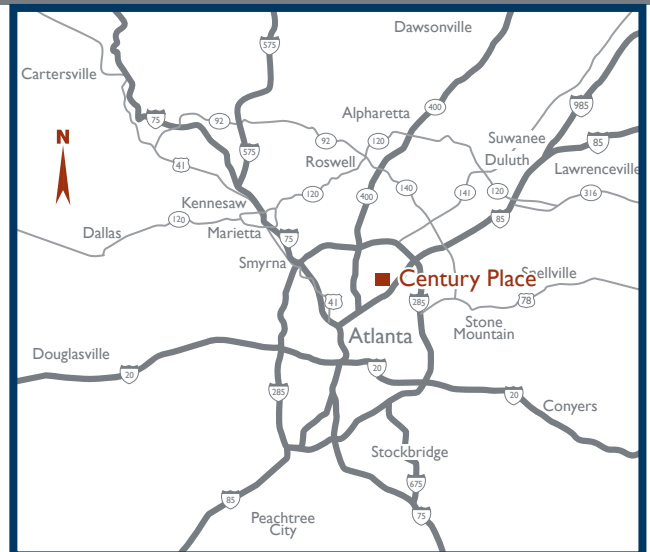 Dawsonville
575
Cartersville
985
400
Alpharetta
75
92
Suwanee
92
120
85
N
Duluth
575
Roswell
41
Lawrenceville
140
141
120
316
120
400
Kennesaw
120
85
Dallas
Marietta
75
Smyrna
Century Place
Snellville
41
285
78
Stone
Mountain
Atlanta
Douglasville
20
20
285
20
Conyers
Stockbridge
675
85
75
Peachtree
City